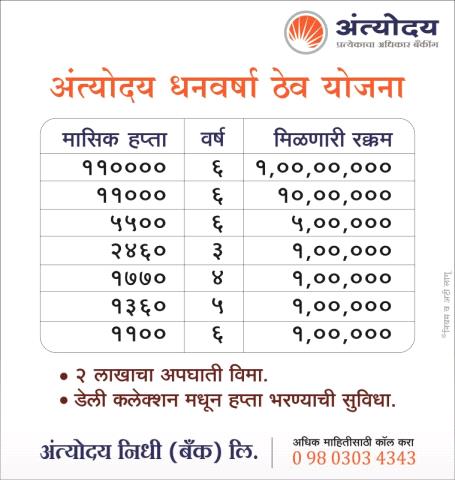 अंत्योदय
प्रत्येकाचा अधिकार बँकींग
अंत्योदय धनवर्षा ठेव योजना
मासिक हप्ता वर्ष मिळणारी रक्कम
११०००० ६ १,००,००,०००
११००० ६ १०,००,०००
५५०० ६ ५,००,०००
२४६० ३ १,००,०००
१७७० ४ १,००,०००
१३६० ५ १,००,०००
११०० ६ १,००,०००
©नियम व अटी लागू
• २ लाखाचा अपघाती विमा.
• डेली कलेक्शन मधून हप्ता भरण्याची सुविधा.
अंत्योदय निधी (बँक) लि.
अधिक माहितीसाठी कॉल करा
0 98 0303 4343